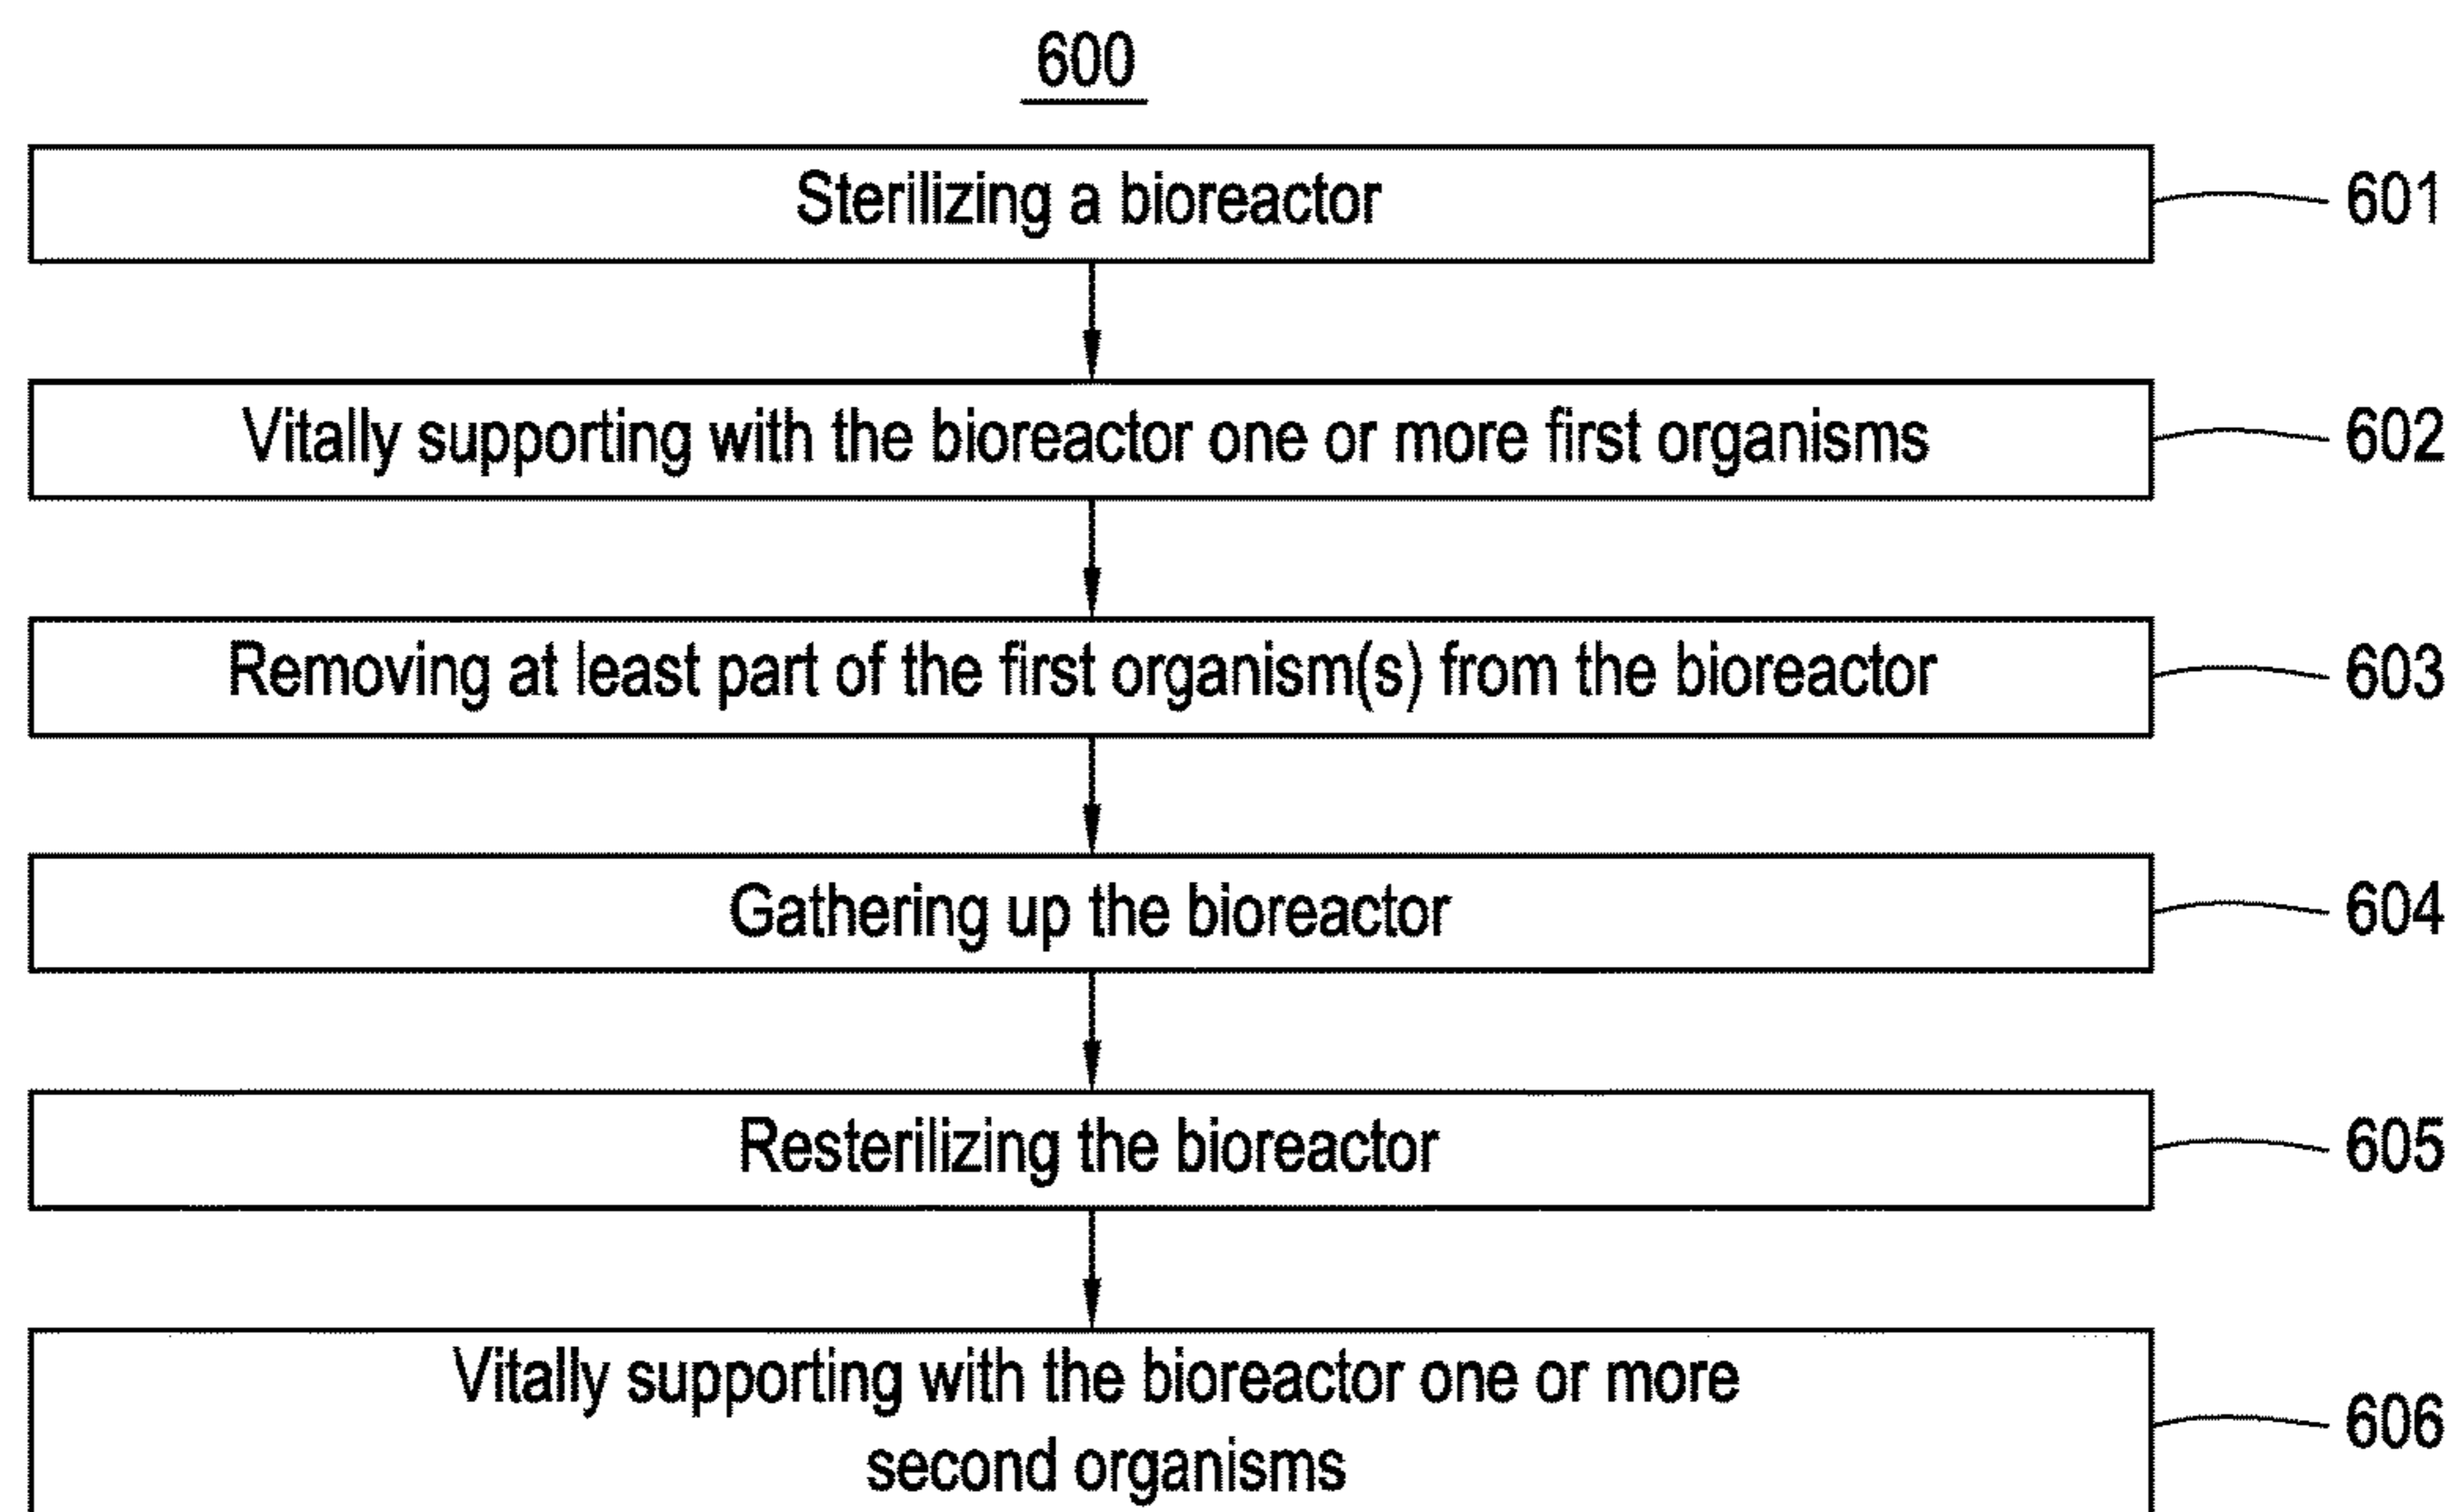 600
Sterilizing a bioreactor
601
Vitally supporting with the bioreactor one or more first organisms
602
Removing at least part of the first organism(s) from the bioreactor
603
Gathering up the bioreactor
604
Resterilizing the bioreactor
605
Vitally supporting with the bioreactor one or more
second organisms
606